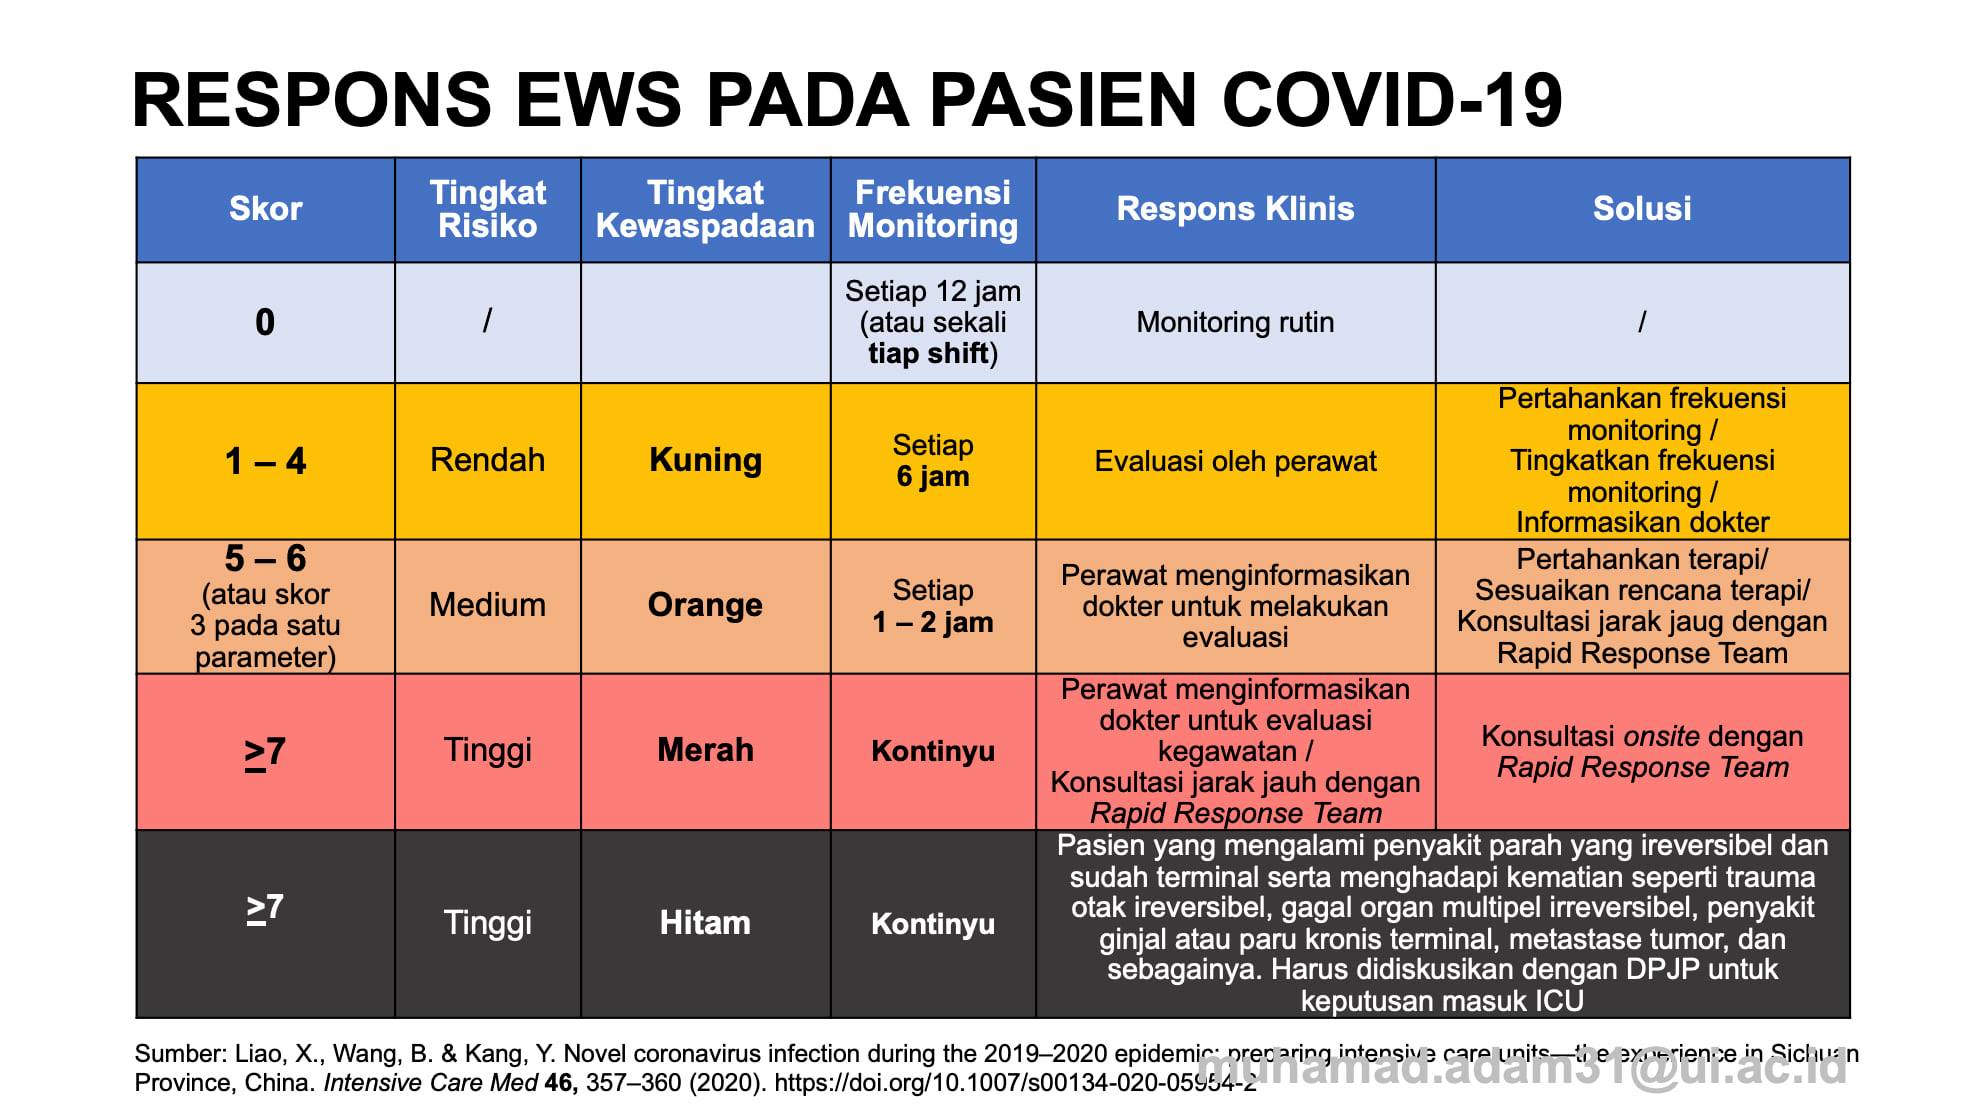 RESPONS EWS PADA PASIEN COVID-19
Skor
Tingkat
Risiko
Tingkat
Kewaspadaan
Frekuensi
Monitoring
Respons Klinis
Solusi
0
/
Setiap 12 jam
(atau sekali
tiap shift)
Monitoring rutin
/
1 – 4
Rendah
Kuning
Setiap
6 jam
Evaluasi oleh perawat
Pertahankan frekuensi
monitoring /
Tingkatkan frekuensi
monitoring /
Informasikan dokter
5 – 6
(atau skor
3 pada satu
parameter)
Medium
Orange
Setiap
1 – 2 jam
Perawat menginformasikan
dokter untuk melakukan
evaluasi
Pertahankan terapi/
Sesuaikan rencana terapi/
Konsultasi jarak jaug dengan
Rapid Response Team
≥7
Tinggi
Merah
Kontinyu
Perawat menginformasikan
dokter untuk evaluasi
kegawatan /
Konsultasi jarak jauh dengan
Rapid Response Team
Konsultasi onsite dengan
Rapid Response Team
≥7
Tinggi
Hitam
Kontinyu
Pasien yang mengalami penyakit parah yang ireversibel dan
sudah terminal serta menghadapi kematian seperti trauma
otak ireversibel, gagal organ multipel irreversibel, penyakit
ginjal atau paru kronis terminal, metastase tumor, dan
sebagainya. Harus didiskusikan dengan DPJP untuk
keputusan masuk ICU
Sumber: Liao, X., Wang, B. & Kang, Y. Novel coronavirus infection during the 2019–2020 epidemic: preparing intensive care units—the experience in Sichuan
Province, China. Intensive Care Med 46, 357–360 (2020). https://doi.org/10.1007/s00134-020-05954-2
muhamad.adam31@ui.ac.id